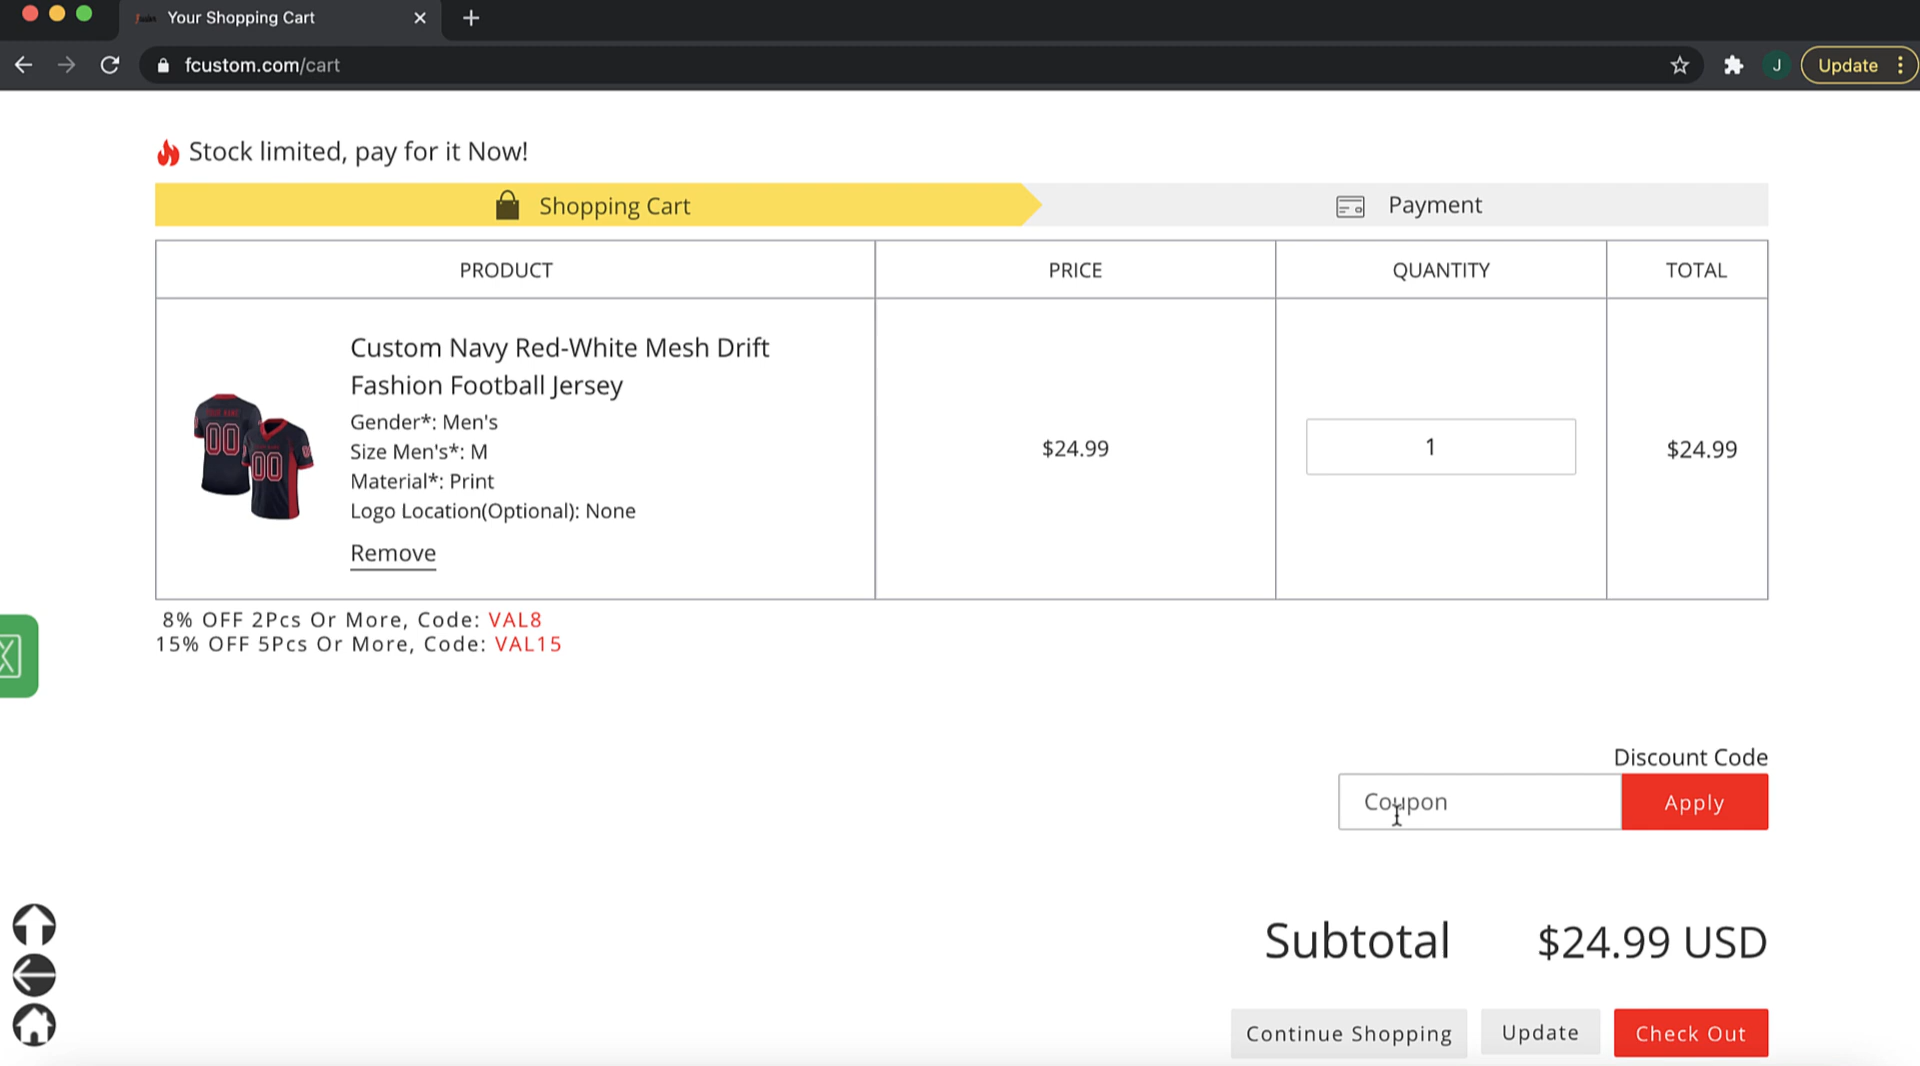 Your Shopping Cart
fcustom.com/cart
J
Update
Stock limited, pay for it Now!
Shopping Cart
Payment
PRODUCT
PRICE
QUANTITY
TOTAL
Custom Navy Red-White Mesh Drift
Fashion Football Jersey
Gender*: Men's
Size Men's*: M
Material*: Print
Logo Location(Optional): None
Remove
00
00
$24.99
1
$24.99
8% OFF 2Pcs Or More, Code: VAL8
15% OFF 5Pcs Or More, Code: VAL15
Discount Code
Coupon
Apply
Subtotal
$24.99 USD
Continue Shopping
Update
Check Out